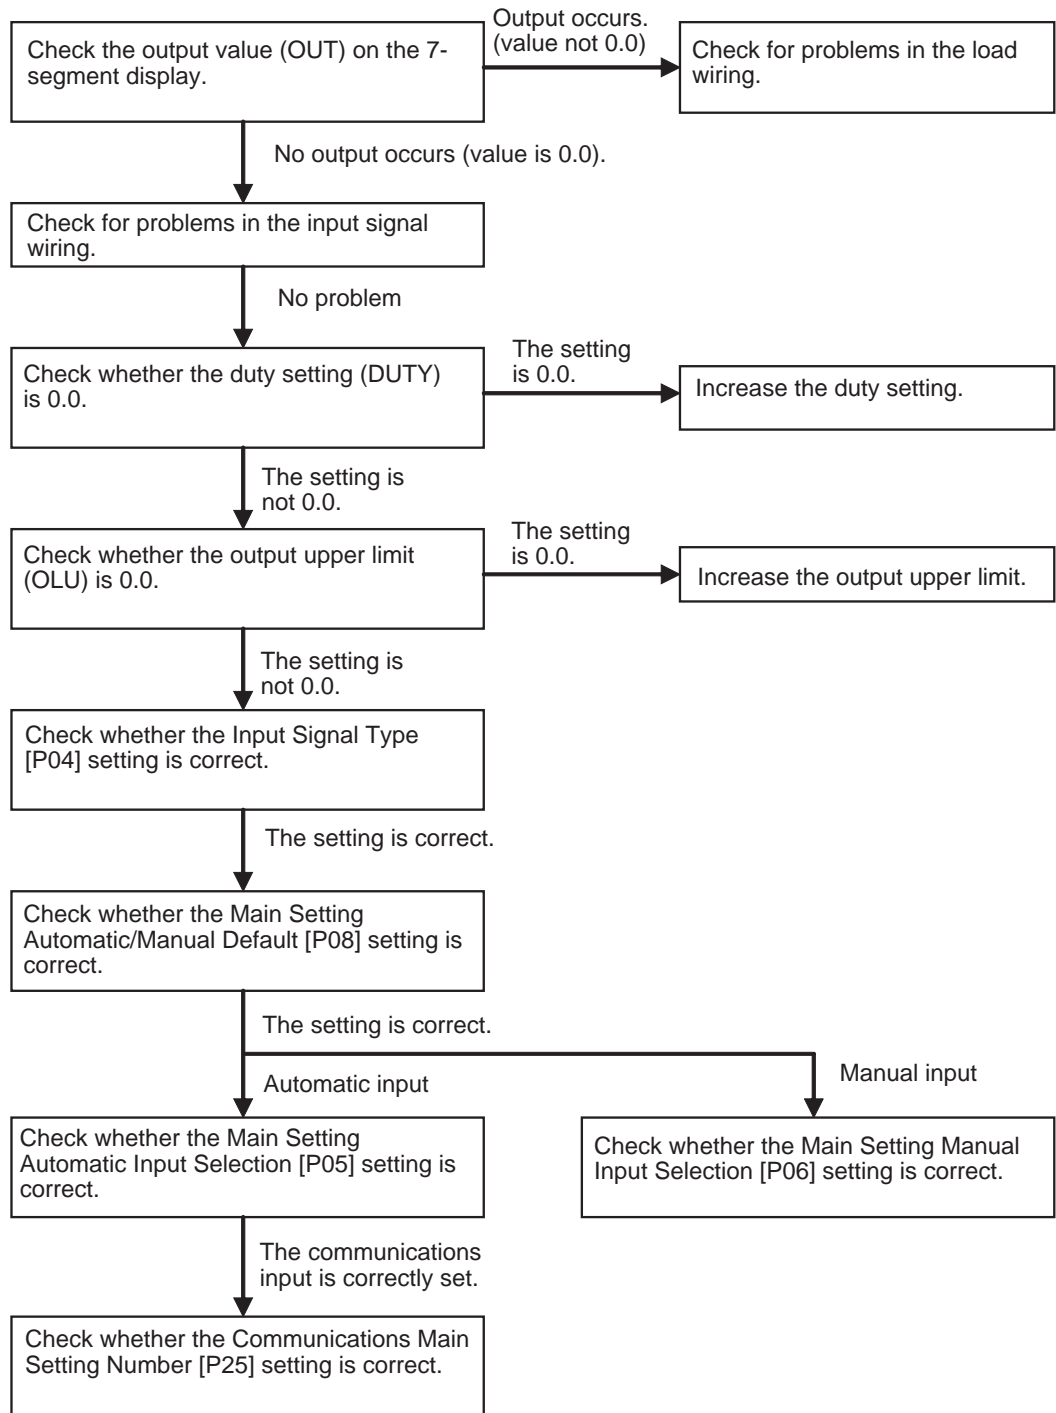 Output occurs.
(value not 0.0)
Check the output value (OUT) on the 7-
segment display.
Check for problems in the load
wiring.
No output occurs (value is 0.0).
Check for problems in the input signal
wiring.
No problem
Check whether the duty setting (DUTY)
is 0.0.
The setting
is 0.0.
Increase the duty setting.
The setting is
not 0.0.
Check whether the output upper limit
(OLU) is 0.0.
The setting
is 0.0.
Increase the output upper limit.
The setting is
not 0.0.
Check whether the Input Signal Type
[P04] setting is correct.
The setting is correct.
Check whether the Main Setting
Automatic/Manual Default [P08] setting is
correct.
The setting is correct.
Automatic input
Manual input
Check whether the Main Setting
Automatic Input Selection [P05] setting is
correct.
Check whether the Main Setting Manual
Input Selection [P06] setting is correct.
The communications
input is correctly set.
Check whether the Communications Main
Setting Number [P25] setting is correct.